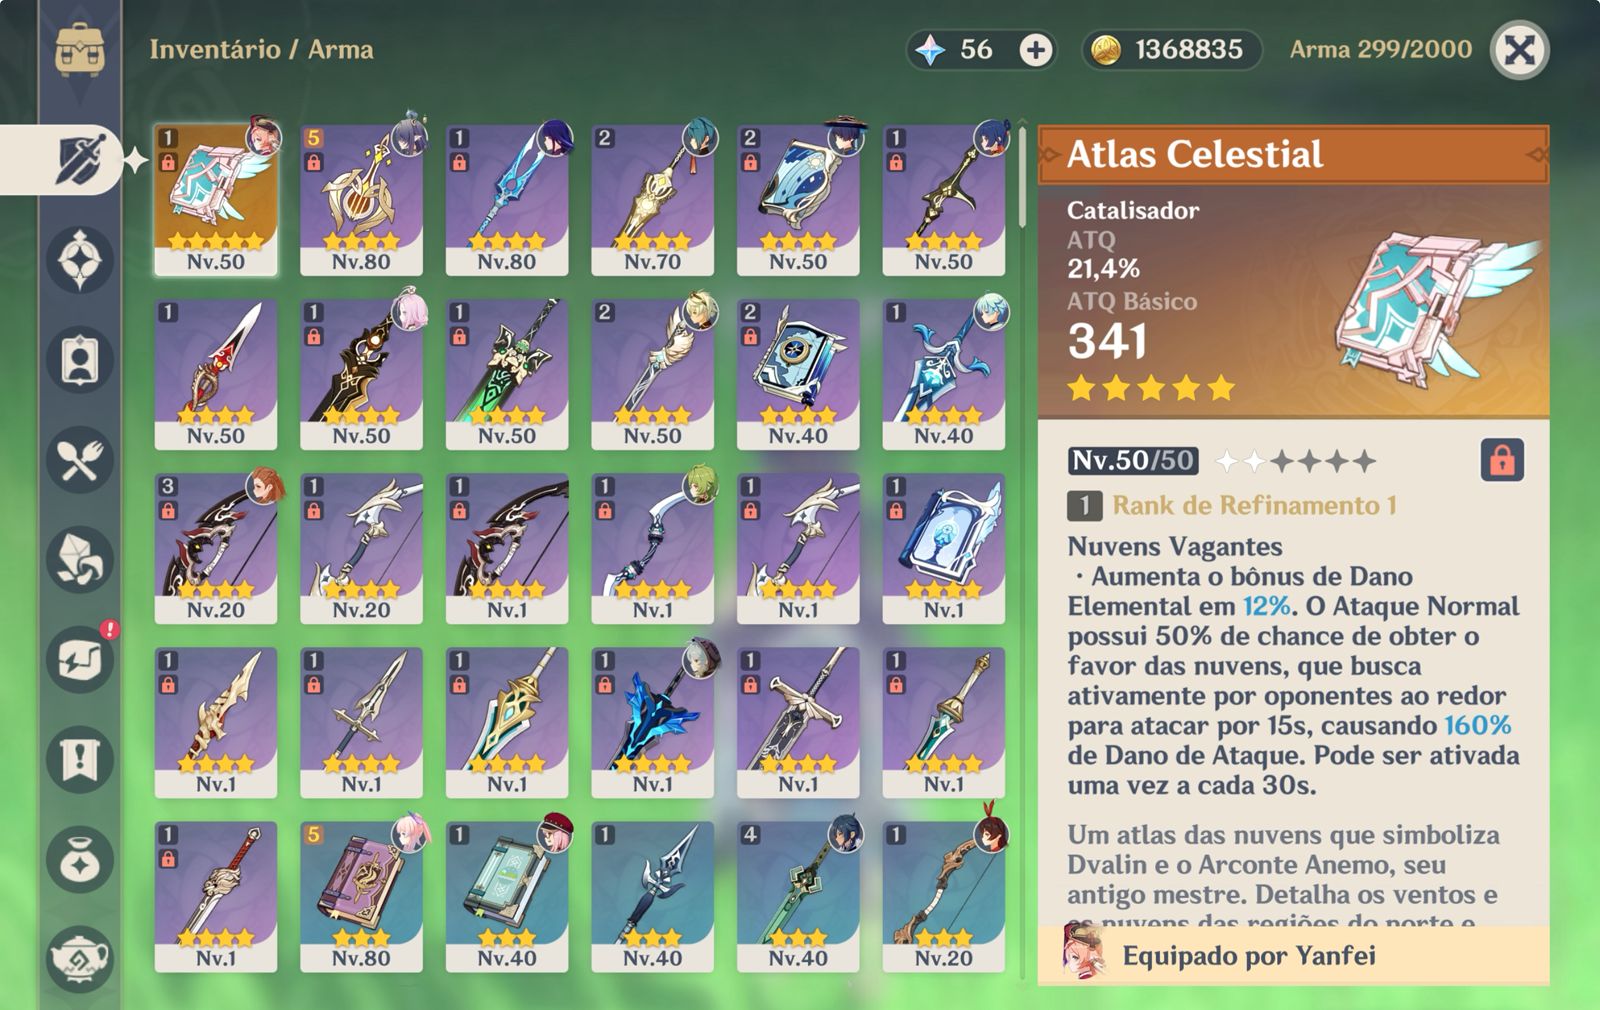 Inventário / Arma
56
1368835
Arma 299/2000
1 5 1 2 2 1
Nv.50 Nv.80 Nv.80 Nv.70 Nv.50 Nv.50
1 1 1 2 2 1
Nv.50 Nv.50 Nv.50 Nv.50 Nv.40 Nv.40
3 1 1 1 1 1
Nv.20 Nv.20 Nv.1 Nv.1 Nv.1 Nv.1
1 1 1 1 1 1
Nv.1 Nv.1 Nv.1 Nv.1 Nv.1 Nv.1
1 5 1 1 4 1
Nv.1 Nv.80 Nv.40 Nv.40 Nv.40 Nv.20
Atlas Celestial
Catalisador
ATQ
21,4%
ATQ Básico
341
Nv.50/50
1 Rank de Refinamento 1
Nuvens Vagantes
· Aumenta o bônus de Dano
Elemental em 12%. O Ataque Normal
possui 50% de chance de obter o
favor das nuvens, que busca
ativamente por oponentes ao redor
para atacar por 15s, causando 160%
de Dano de Ataque. Pode ser ativada
uma vez a cada 30s.
Um atlas das nuvens que simboliza
Dvalin e o Arconte Anemo, seu
antigo mestre. Detalha os ventos e
as nuvens das regiões do norte e
Equipado por Yanfei